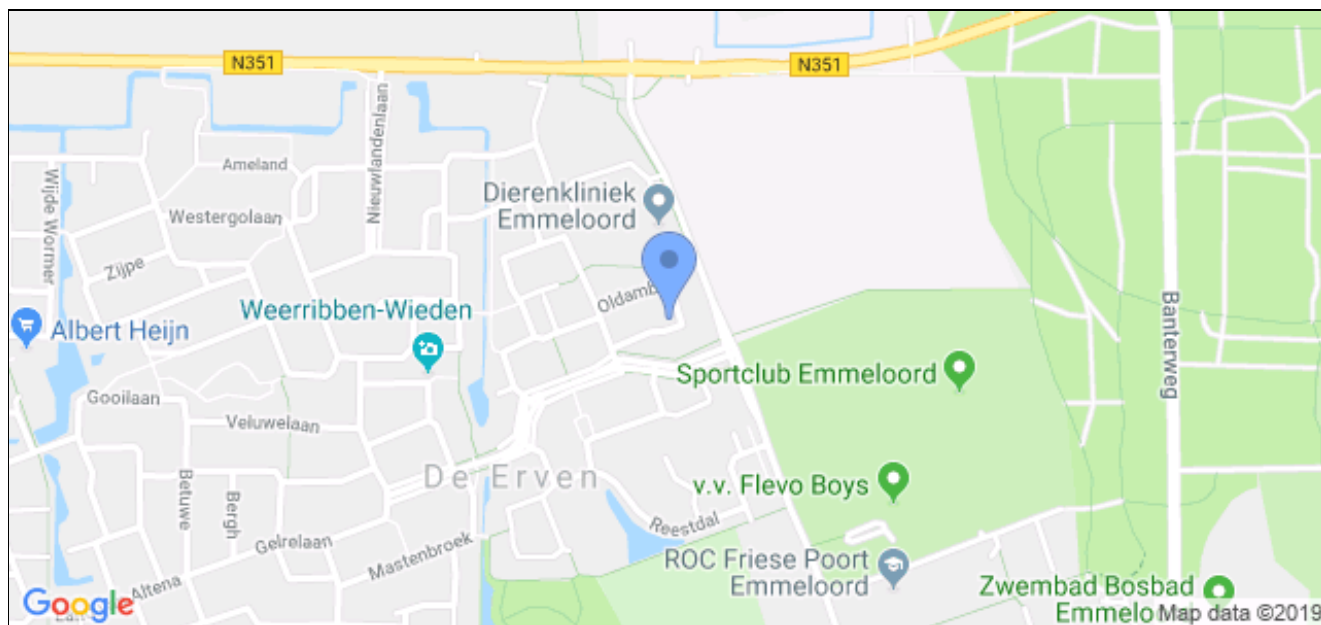 N351
N351
Ameland
Nieuwlandenlaan
Wijde Wormer
Westergolaan
Dierenkliniek
Emmeloord
Zijpe
Weerribben-Wieden
Albert Heijn
Banterweg
Sportclub Emmeloord
Gooilaan
Veluwelaan
De Erven
v.v. Flevo Boys
Betuwe
Bergh
Reestdal
Gelrelaan
Mastenbroek
ROC Friese Poort
Emmeloord
Altena
Zwembad Bosbad
Google
Map data ©2019